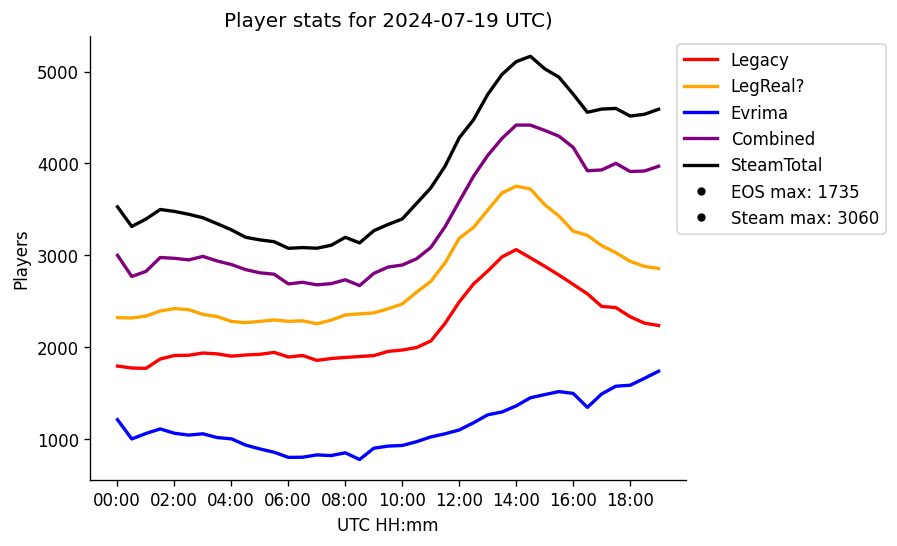 Player stats for 2024-07-19 UTC)
Players
5000
4000
3000
2000
1000
00:00 02:00 04:00 06:00 08:00 10:00 12:00 14:00 16:00 18:00
UTC HH:mm
Legacy
LegReal?
Evrima
Combined
SteamTotal
EOS max: 1735
Steam max: 3060